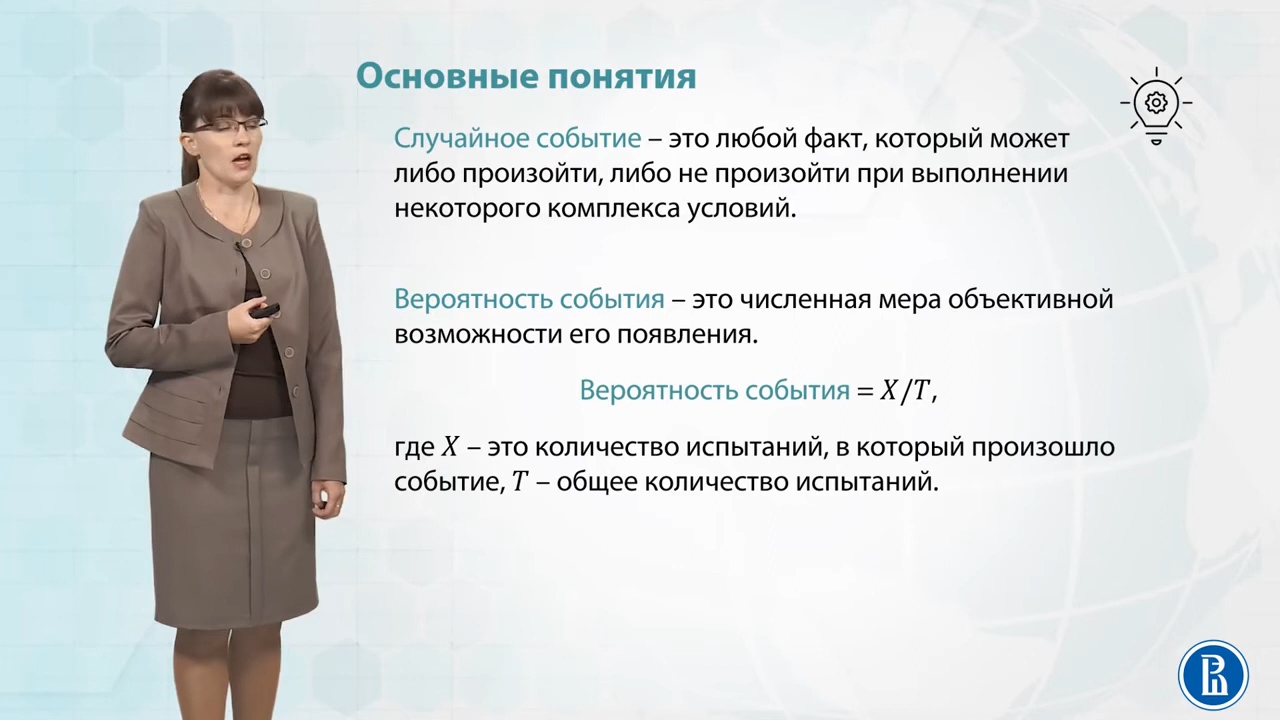 Основные понятия
Случайное событие – это любой факт, который может
либо произойти, либо не произойти при выполнении
некоторого комплекса условий.
Вероятность события – это численная мера объективной
возможности его появления.
Вероятность события = X/T,
где X – это количество испытаний, в который произошло
событие, T – общее количество испытаний.